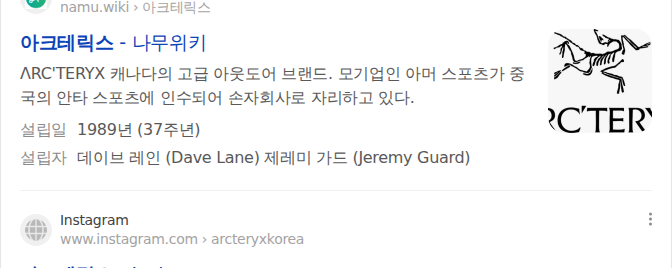 namu.wiki › 아크테릭스
아크테릭스 - 나무위키
ΛRC'TERYX 캐나다의 고급 아웃도어 브랜드. 모기업인 아머 스포츠가 중
국의 안타 스포츠에 인수되어 손자회사로 자리하고 있다.
RC'TERY
설립일 1989년 (37주년)
설립자 데이브 레인 (Dave Lane) 제레미 가드 (Jeremy Guard)
Instagram
www.instagram.com › arcteryxkorea